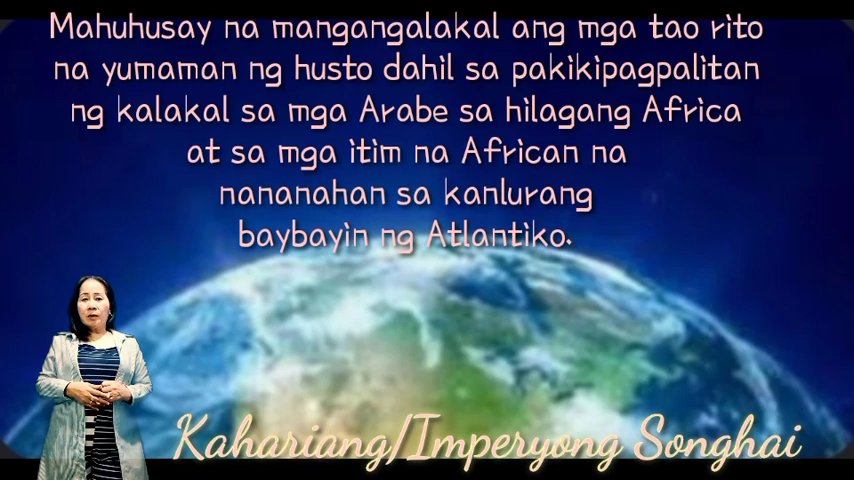 Mahuhusay na mangangalakal ang mga tao rito
na yumaman ng husto dahil sa pakikipagpalitan
ng kalakal sa mga Arabe sa hilagang Africa
at sa mga itim na African na
nananahan sa kanlurang
baybayin ng Atlantiko.
Kahariang/Imperyong Songhai